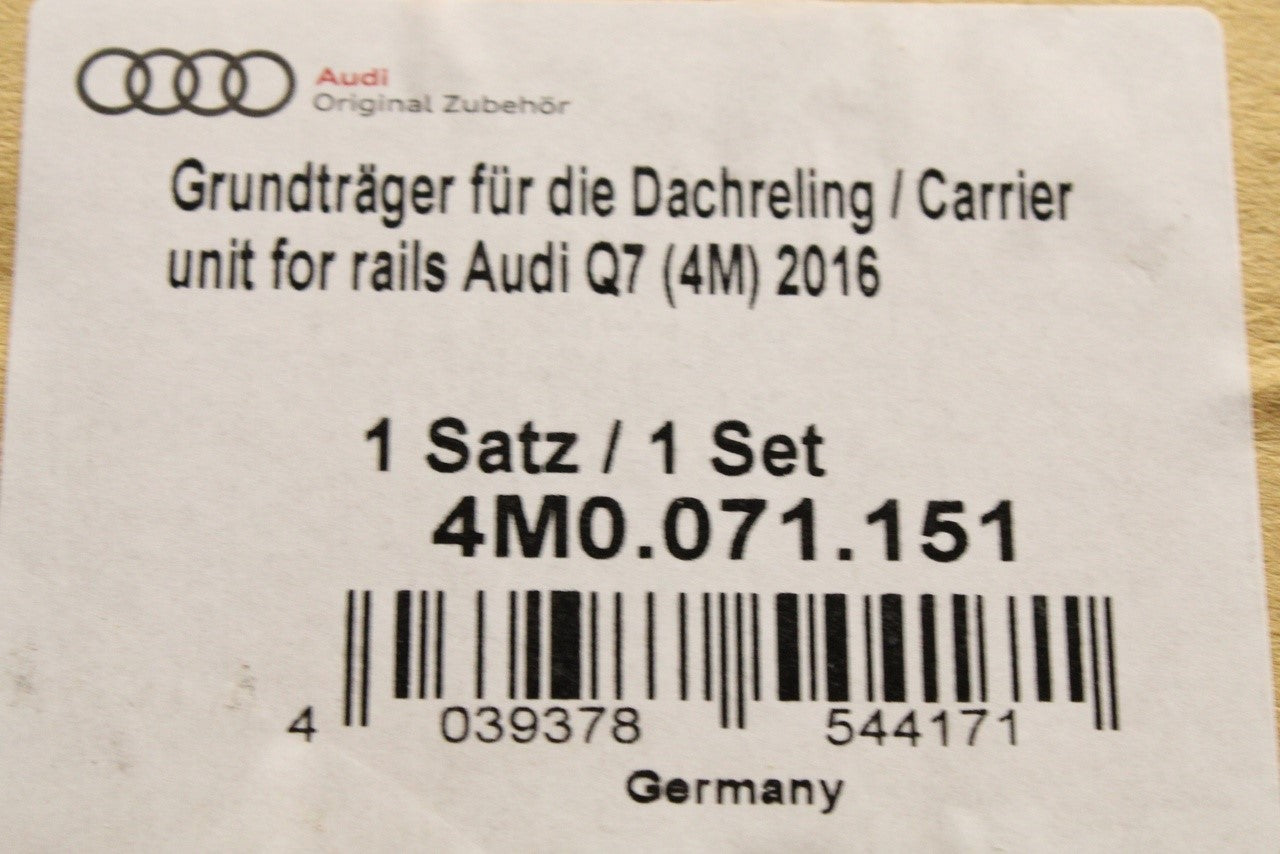 Audi
Original Zubehör
Grundträger für die Dachreling / Carrier
unit for rails Audi Q7 (4M) 2016
1 Satz / 1 Set
4M0.071.151
4 039378 544171
Germany